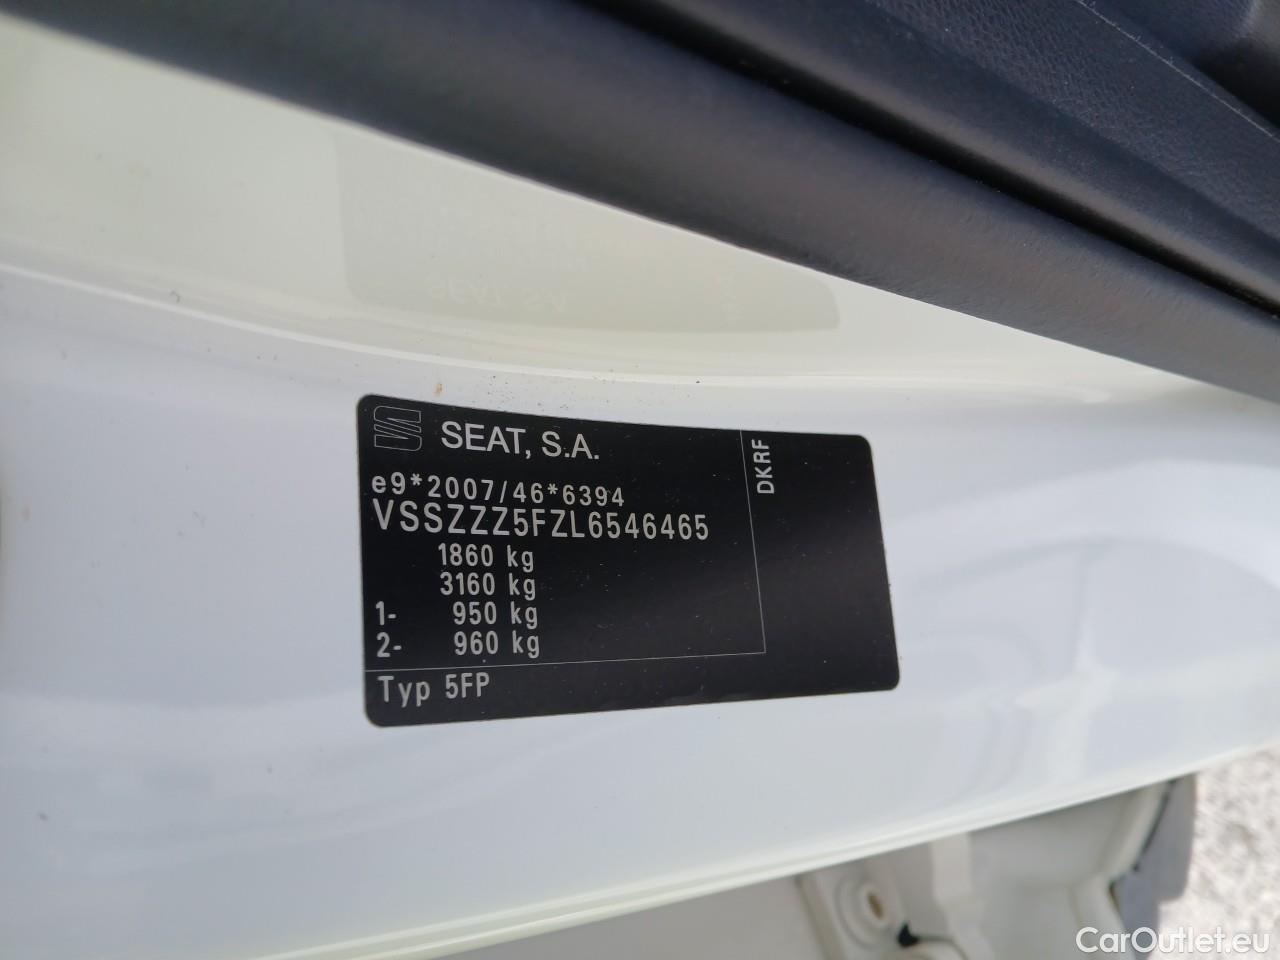 SEAT, S.A.
DKRF
e9*2007/46*6394
VSSZZZ5FZL6546465
1860 kg
3160 kg
1- 950 kg
2- 960 kg
Typ 5FP
CarOutlet.eu